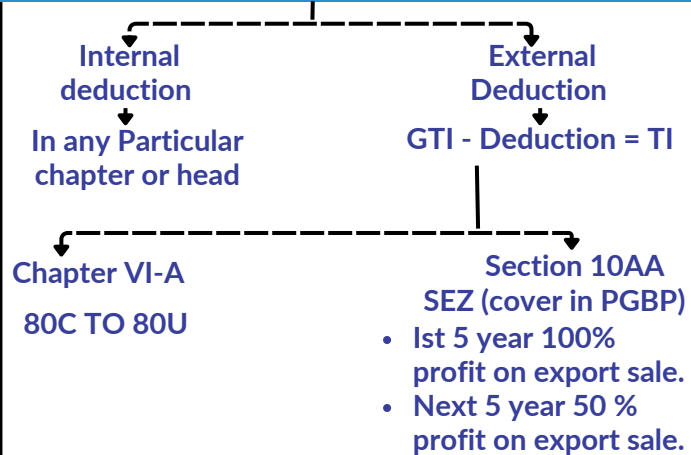 Internal
deduction
In any Particular
chapter or head
External
Deduction
GTI - Deduction = TI
Chapter VI-A
80C TO 80U
Section 10AA
SEZ (cover in PGBP)
• Ist 5 year 100%
profit on export sale.
• Next 5 year 50 %
profit on export sale.